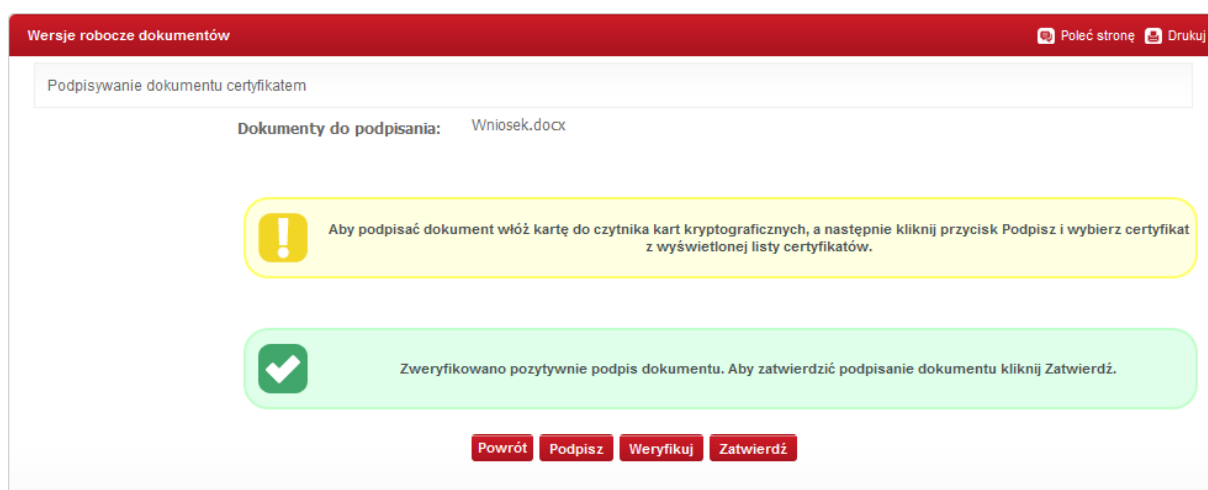 Wersje robocze dokumentów
Poleć stronę Drukuj
Podpisywanie dokumentu certyfikatem
Dokumenty do podpisania: Wniosek.docx
Aby podpisać dokument włóż kartę do czytnika kart kryptograficznych, a następnie kliknij przycisk Podpisz i wybierz certyfikat
z wyświetlonej listy certyfikatów.
Zweryfikowano pozytywnie podpis dokumentu. Aby zatwierdzić podpisanie dokumentu kliknij Zatwierdź.
Powrót Podpisz Weryfikuj Zatwierdź